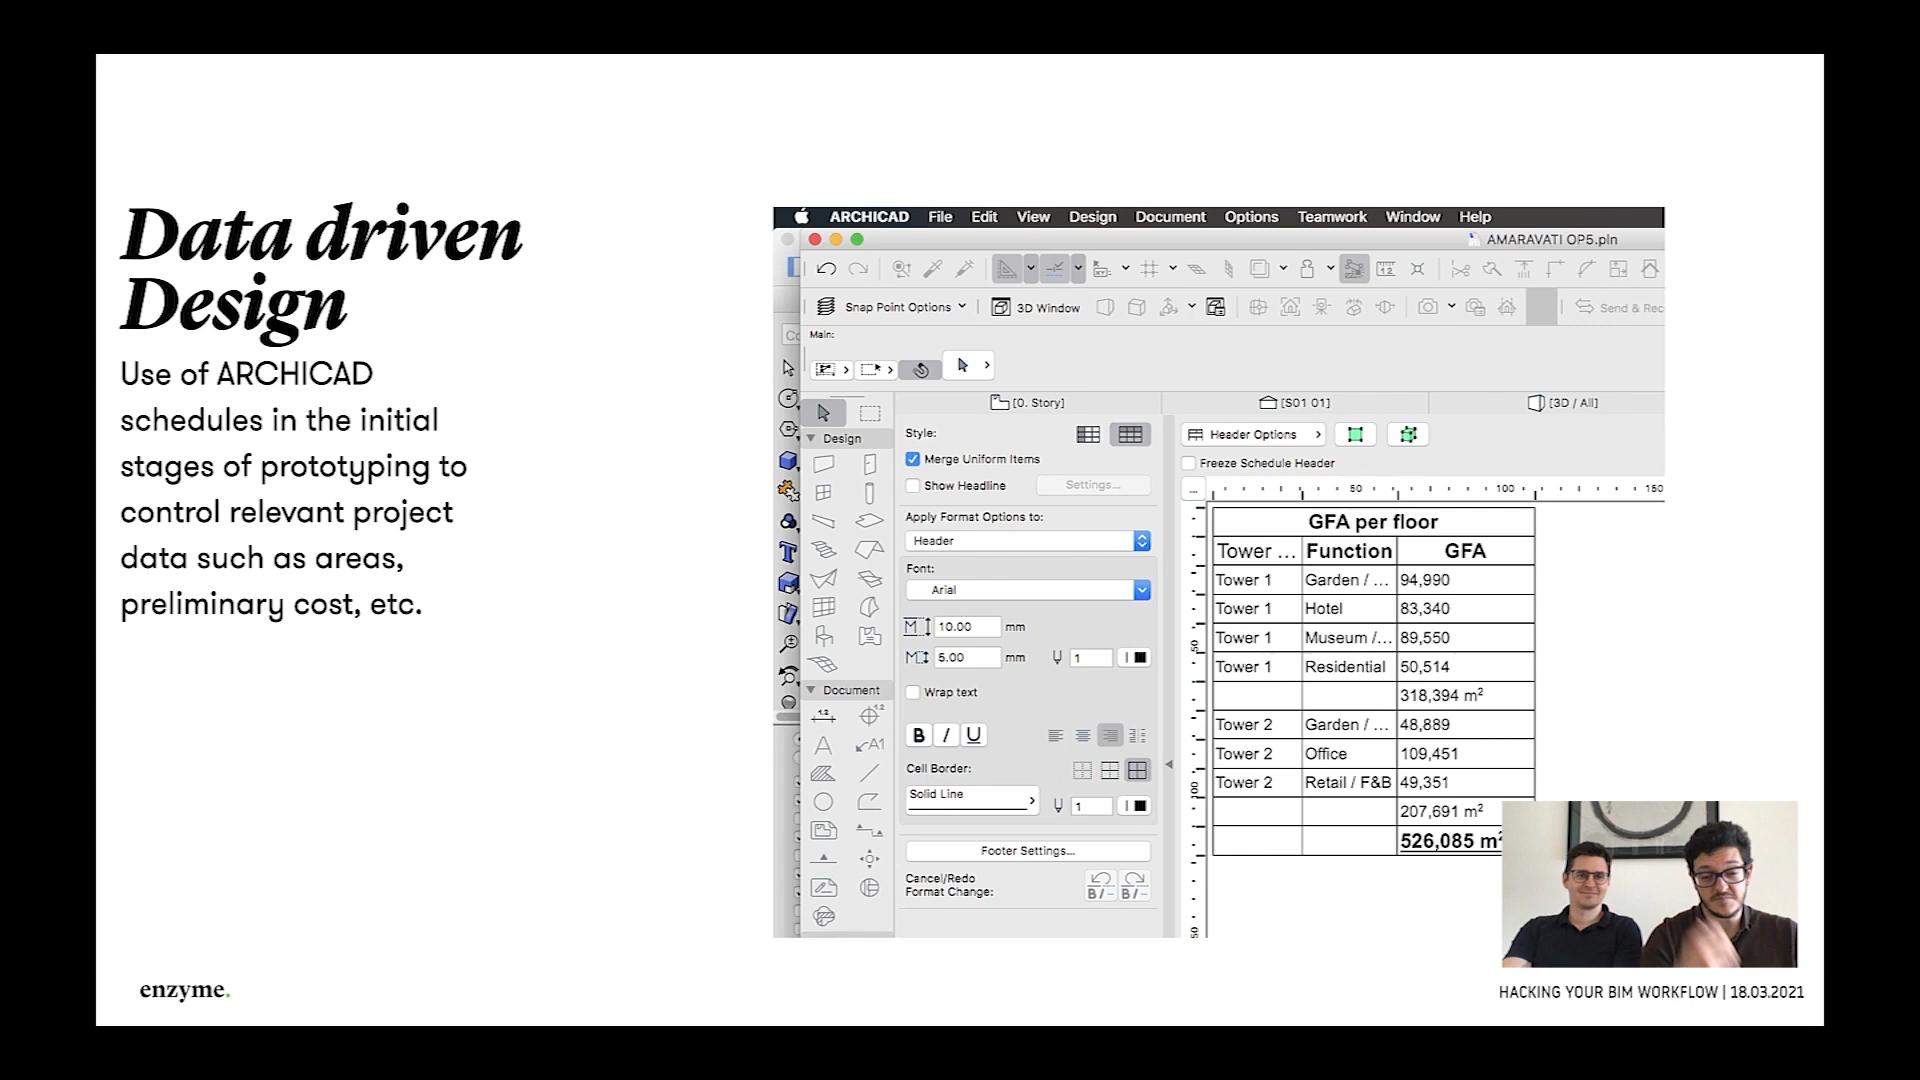 Data driven
Design
Use of ARCHICAD
schedules in the initial
stages of prototyping to
control relevant project
data such as areas,
preliminary cost, etc.
ARCHICAD File Edit View Design Document Options Teamwork Window Help
AMARAVATI OP5.pln
Snap Point Options
3D Window
Send & Rec
Main:
[0. Story]
[S01 01]
[3D / All]
Design
Style:
Header Options
Merge Uniform Items
Freeze Schedule Header
Show Headline
Settings...
... 50 100 150
Apply Format Options to:
Header
Font:
Arial
10.00 mm
5.00 mm
1
Wrap text
Document
B I U
Cell Border:
Solid Line
1
Footer Settings...
Cancel/Redo
Format Change:
GFA per floor
Tower ... Function GFA
Tower 1 Garden / ... 94,990
Tower 1 Hotel 83,340
Tower 1 Museum /... 89,550
Tower 1 Residential 50,514
318,394 m²
Tower 2 Garden / ... 48,889
Tower 2 Office 109,451
Tower 2 Retail / F&B 49,351
207,691 m²
526,085 m²
enzyme.
HACKING YOUR BIM WORKFLOW | 18.03.2021